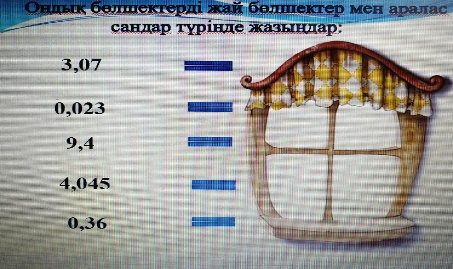 Ондық бөлшектерді жай бөлшектер мен аралас
сандар түрінде жазыңдар:
3,07
0,023
9,4
4,045
0,36